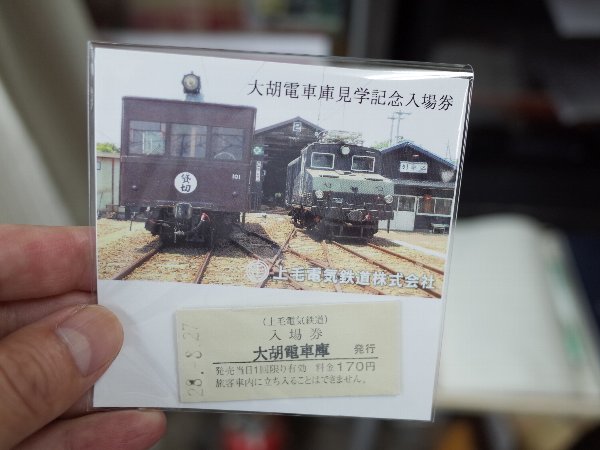 大胡電車庫見学記念入場券
貸切
101
上毛電気鉄道株式会社
(上毛電気鉄道)
入場券
大胡電車庫 発行
発売当日1回限り有効 料金170円
旅客車内に立ち入ることはできません。
28.-8.27